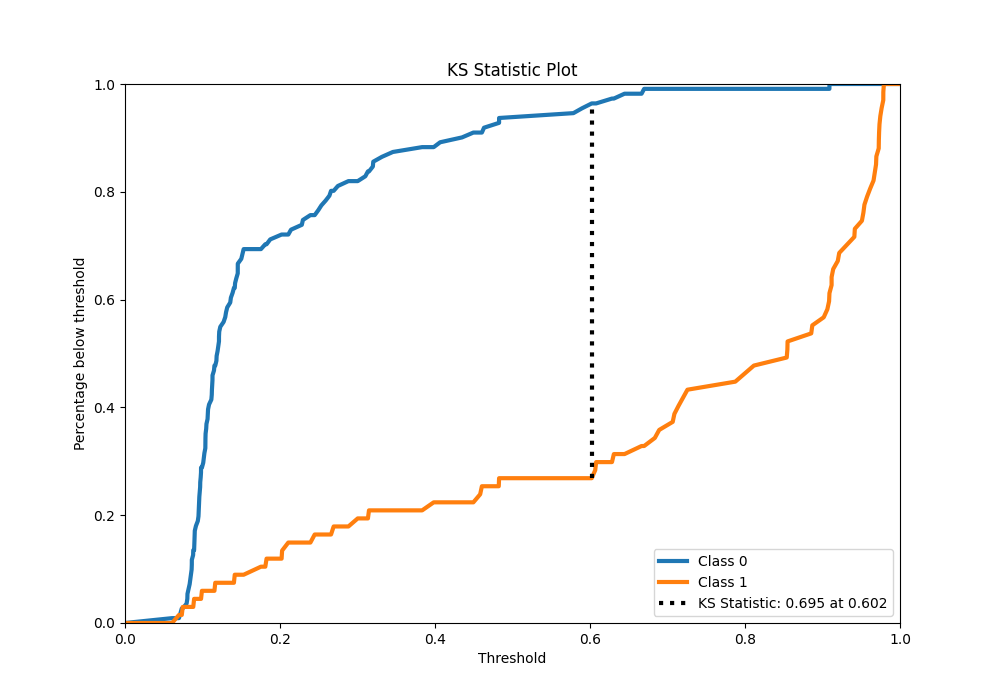 KS Statistic Plot
Percentage below threshold
1.0
0.8
0.6
0.4
0.2
0.0
0.0 0.2 0.4 0.6 0.8 1.0
Threshold
Class 0
Class 1
KS Statistic: 0.695 at 0.602